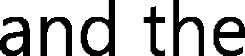 and the